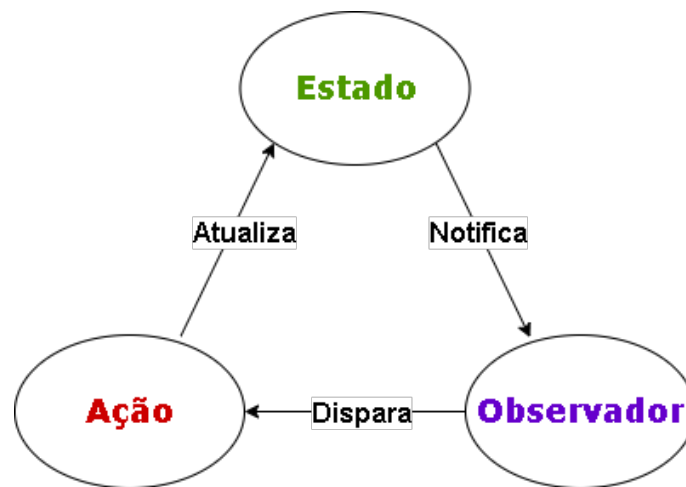 Estado
Atualiza
Notifica
Ação
Dispara
Observador